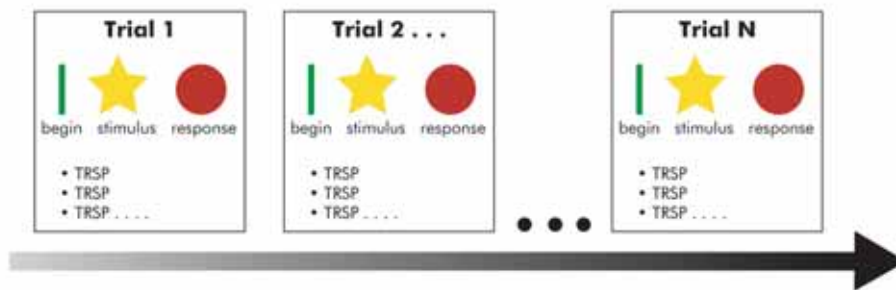 Trial 1
begin stimulus response
• TRSP
• TRSP
• TRSP . . . .
Trial 2 . . .
begin stimulus response
• TRSP
• TRSP
• TRSP . . . .
Trial N
begin stimulus response
• TRSP
• TRSP
• TRSP . . . .